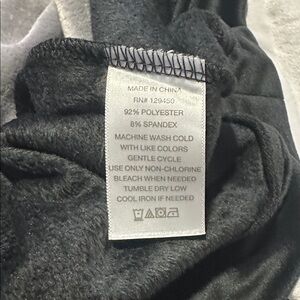 MADE IN CHINA
RN# 129450
92% POLYESTER
8% SPANDEX
MACHINE WASH COLD
WITH LIKE COLORS
GENTLE CYCLE
USE ONLY NON-CHLORINE
BLEACH WHEN NEEDED
TUMBLE DRY LOW
COOL IRON IF NEEDED